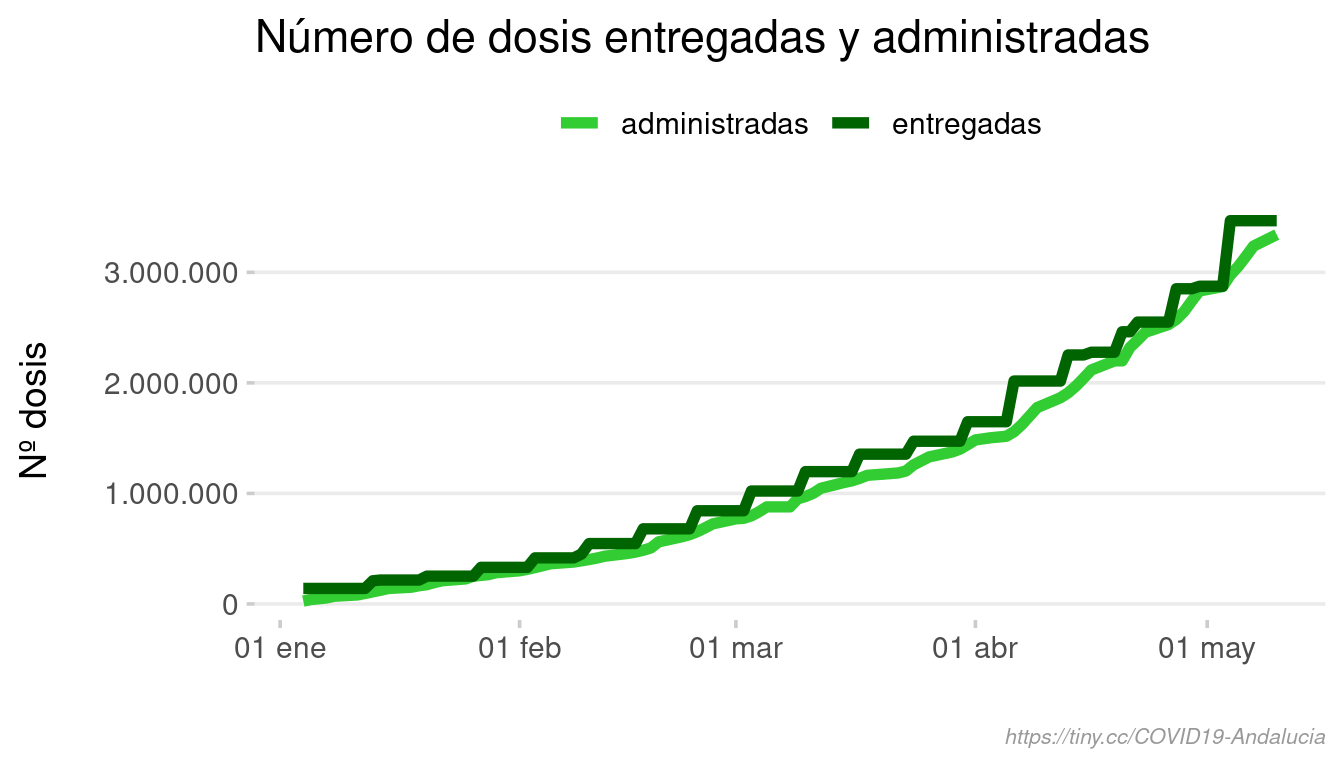 Número de dosis entregadas y administradas
administradas entregadas
Nº dosis
3.000.000
2.000.000
1.000.000
0
01 ene 01 feb 01 mar 01 abr 01 may
https://tiny.cc/COVID19-Andalucia